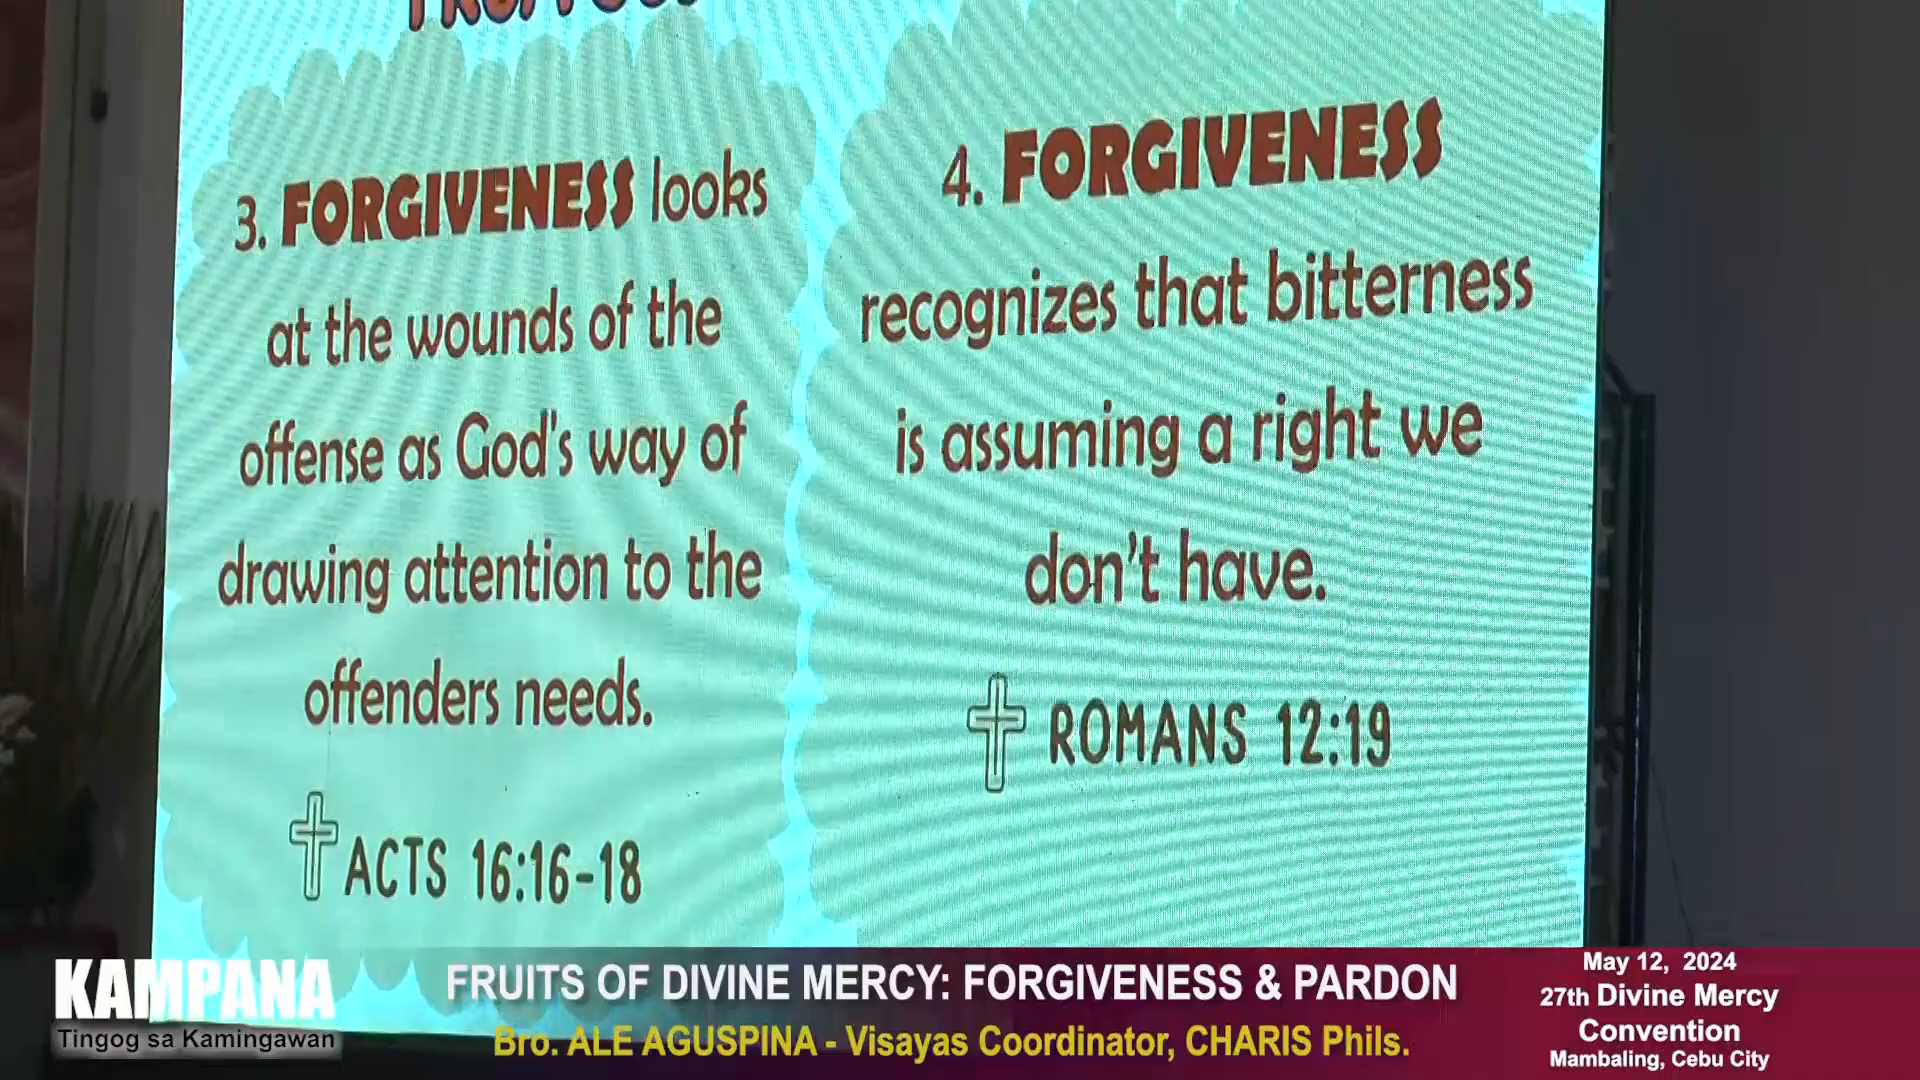 3. FORGIVENESS looks
at the wounds of the
offense as God's way of
drawing attention to the
offenders needs.
ACTS 16:16-18
4. FORGIVENESS
recognizes that bitterness
is assuming a right we
don't have.
ROMANS 12:19
KAMPANA
Tingog sa Kamingawan
FRUITS OF DIVINE MERCY: FORGIVENESS & PARDON
Bro. ALE AGUSPINA - Visayas Coordinator, CHARIS Phils.
May 12, 2024
27th Divine Mercy
Convention
Mambaling, Cebu City